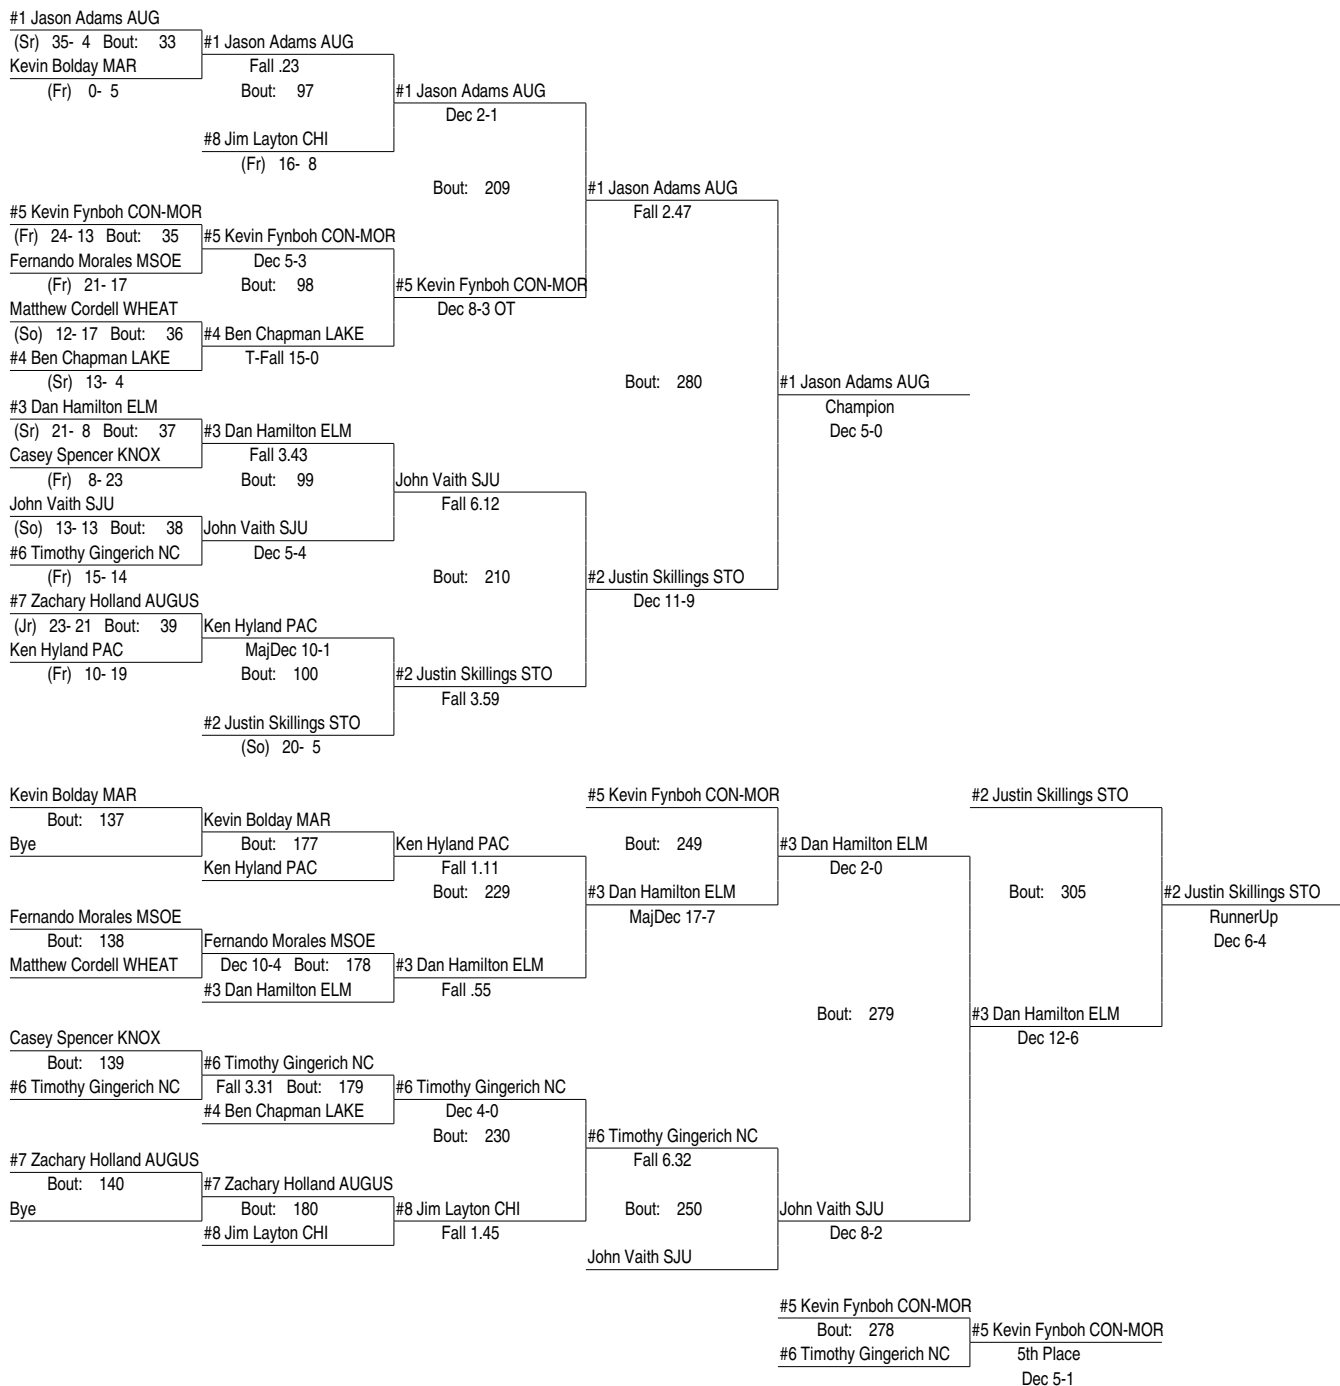 #1 Jason Adams AUG
(Sr) 35- 4 Bout: 33 #1 Jason Adams AUG
Kevin Bolday MAR Fall .23
(Fr) 0- 5 Bout: 97 #1 Jason Adams AUG
Dec 2-1
#8 Jim Layton CHI
(Fr) 16- 8
Bout: 209 #1 Jason Adams AUG
#5 Kevin Fynboh CON-MOR Fall 2.47
(Fr) 24- 13 Bout: 35 #5 Kevin Fynboh CON-MOR
Fernando Morales MSOE Dec 5-3
(Fr) 21- 17 Bout: 98 #5 Kevin Fynboh CON-MOR
Matthew Cordell WHEAT Dec 8-3 OT
(So) 12- 17 Bout: 36 #4 Ben Chapman LAKE
#4 Ben Chapman LAKE T-Fall 15-0
(Sr) 13- 4 Bout: 280 #1 Jason Adams AUG
#3 Dan Hamilton ELM Champion
(Sr) 21- 8 Bout: 37 #3 Dan Hamilton ELM Dec 5-0
Casey Spencer KNOX Fall 3.43
(Fr) 8- 23 Bout: 99 John Vaith SJU
John Vaith SJU Fall 6.12
(So) 13- 13 Bout: 38 John Vaith SJU
#6 Timothy Gingerich NC Dec 5-4
(Fr) 15- 14 Bout: 210 #2 Justin Skillings STO
#7 Zachary Holland AUGUS Dec 11-9
(Jr) 23- 21 Bout: 39 Ken Hyland PAC
Ken Hyland PAC MajDec 10-1
(Fr) 10- 19 Bout: 100 #2 Justin Skillings STO
Fall 3.59
#2 Justin Skillings STO
(So) 20- 5
Kevin Bolday MAR #5 Kevin Fynboh CON-MOR #2 Justin Skillings STO
Bout: 137 Kevin Bolday MAR
Bye Bout: 177 Ken Hyland PAC Bout: 249 #3 Dan Hamilton ELM
Ken Hyland PAC Fall 1.11 Dec 2-0
Bout: 229 #3 Dan Hamilton ELM Bout: 305 #2 Justin Skillings STO
Fernando Morales MSOE MajDec 17-7 RunnerUp
Bout: 138 Fernando Morales MSOE Dec 6-4
Matthew Cordell WHEAT Dec 10-4 Bout: 178 #3 Dan Hamilton ELM
#3 Dan Hamilton ELM Fall .55
Bout: 279 #3 Dan Hamilton ELM
Casey Spencer KNOX Dec 12-6
Bout: 139 #6 Timothy Gingerich NC
#6 Timothy Gingerich NC Fall 3.31 Bout: 179 #6 Timothy Gingerich NC
#4 Ben Chapman LAKE Dec 4-0
Bout: 230 #6 Timothy Gingerich NC
#7 Zachary Holland AUGUS Fall 6.32
Bout: 140 #7 Zachary Holland AUGUS
Bye Bout: 180 #8 Jim Layton CHI Bout: 250 John Vaith SJU
#8 Jim Layton CHI Fall 1.45 Dec 8-2
John Vaith SJU
#5 Kevin Fynboh CON-MOR
Bout: 278 #5 Kevin Fynboh CON-MOR
#6 Timothy Gingerich NC 5th Place
Dec 5-1